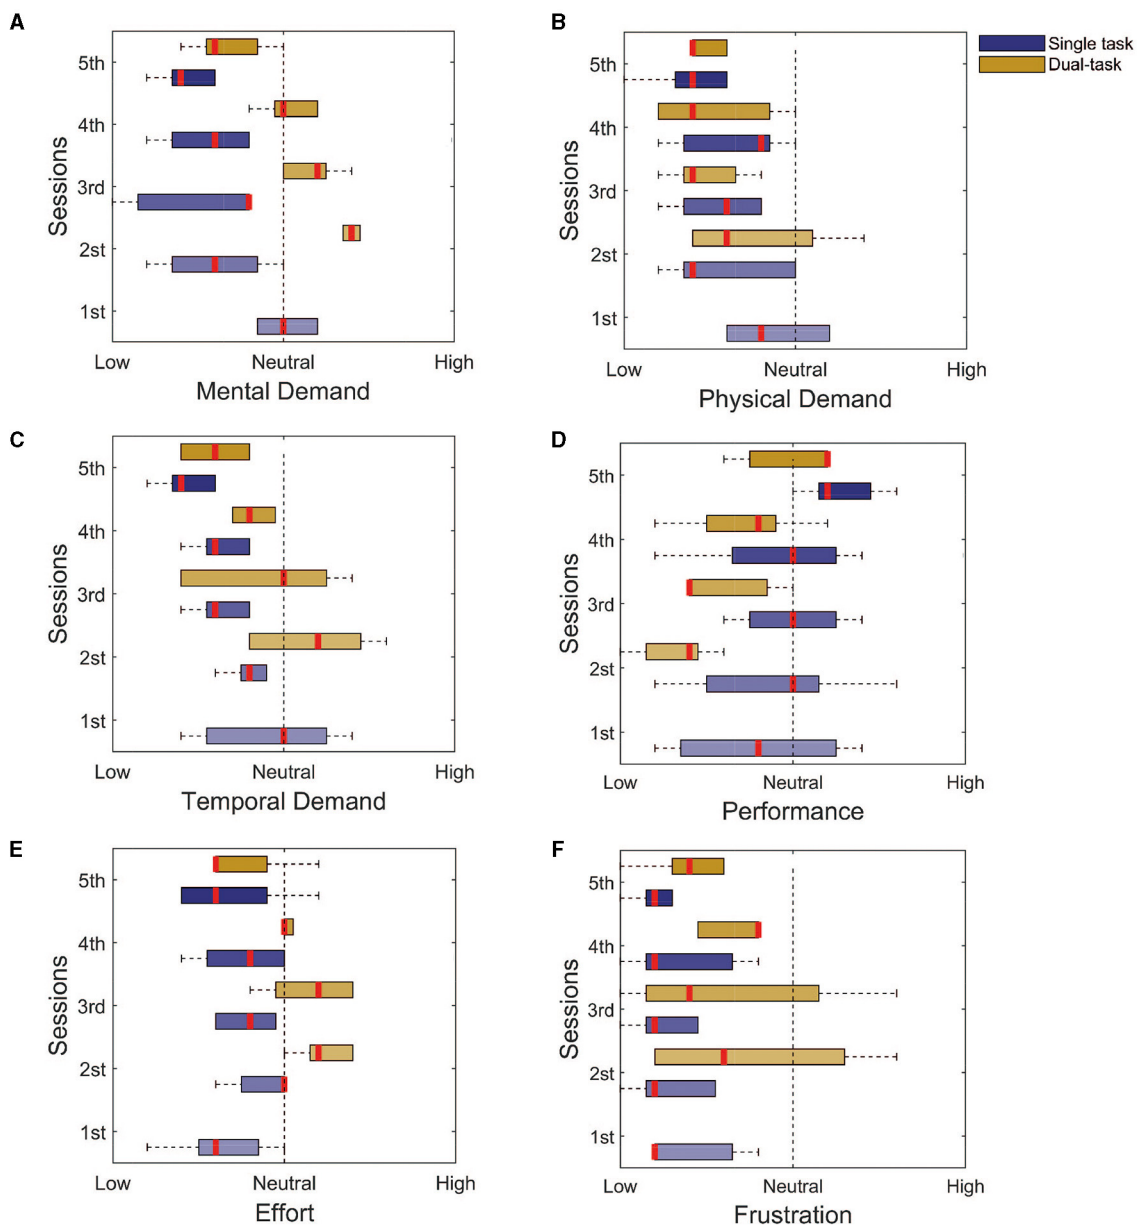 A
5th
4th
3rd
2st
1st
Sessions
Low Neutral High
Mental Demand
B
5th
4th
3rd
2st
1st
Sessions
Low Neutral High
Physical Demand
Single task
Dual-task
C
5th
4th
3rd
2st
1st
Sessions
Low Neutral High
Temporal Demand
D
5th
4th
3rd
2st
1st
Sessions
Low Neutral High
Performance
E
5th
4th
3rd
2st
1st
Sessions
Low Neutral High
Effort
F
5th
4th
3rd
2st
1st
Sessions
Low Neutral High
Frustration